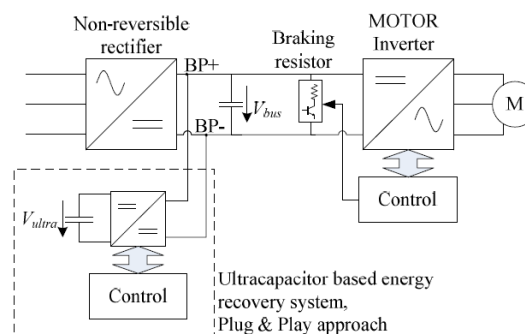 Non-reversible
rectifier
BP+
BP-
V_bus
Braking
resistor
MOTOR
Inverter
M
Control
V_ultra
Control
Ultracapacitor based energy
recovery system,
Plug & Play approach